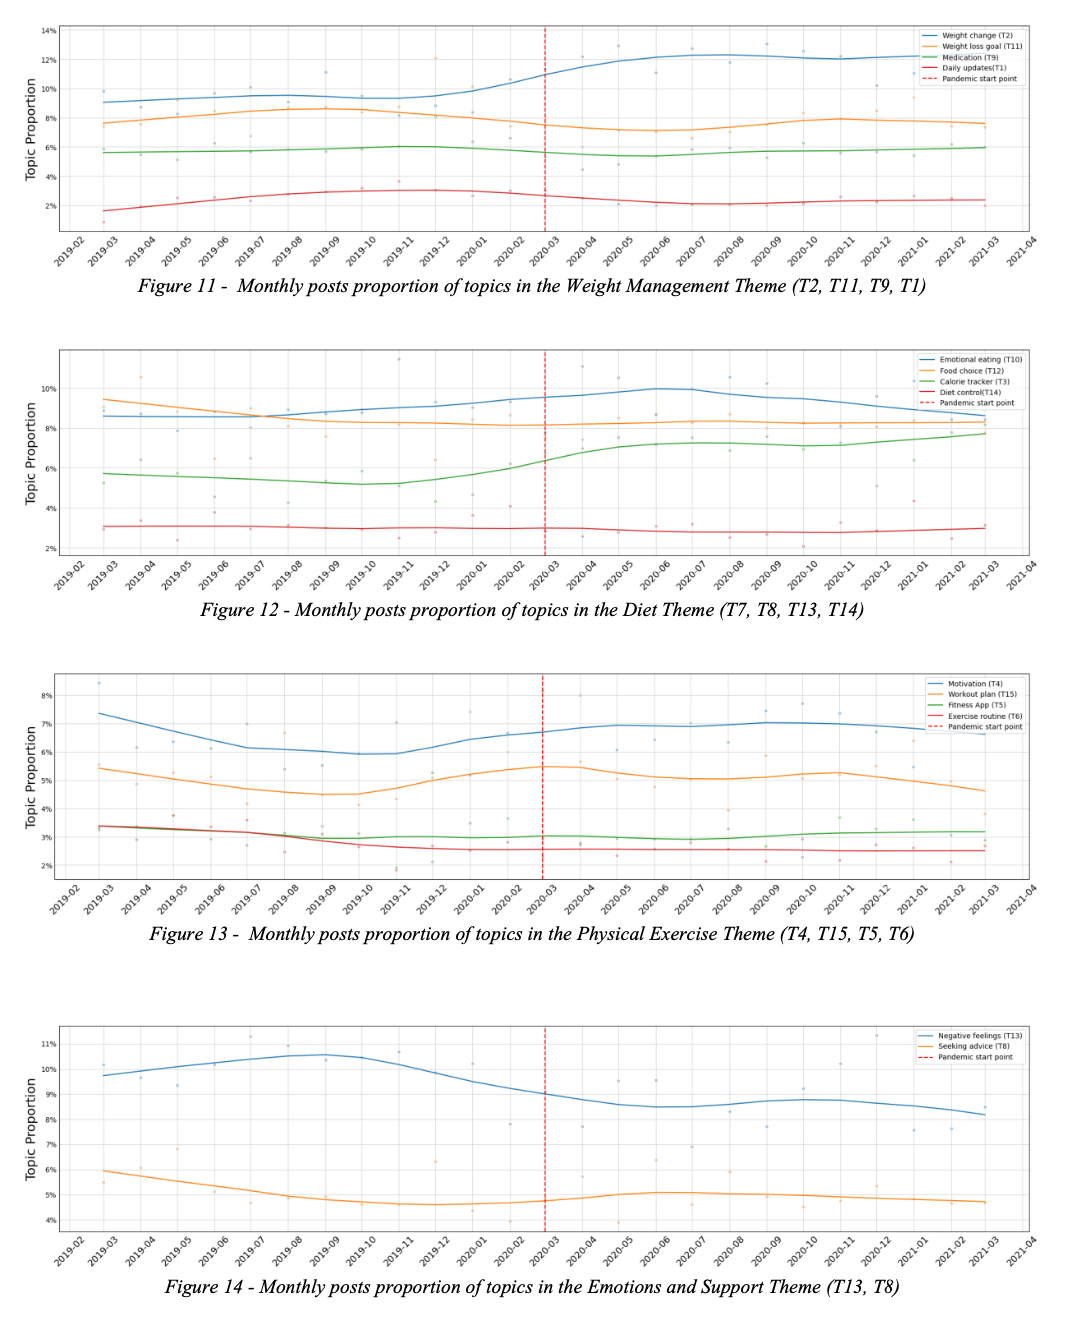 14%
12%
10%
8%
6%
4%
2%
Topic Proportion
Weight change (T2)
Weight loss goal (T11)
Medication (T9)
Daily updates(T1)
Pandemic start point
2019-02 2019-03 2019-04 2019-05 2019-06 2019-07 2019-08 2019-09 2019-10 2019-11 2019-12 2020-01 2020-02 2020-03 2020-04 2020-05 2020-06 2020-07 2020-08 2020-09 2020-10 2020-11 2020-12 2021-01 2021-02 2021-03 2021-04
Figure 11 - Monthly posts proportion of topics in the Weight Management Theme (T2, T11, T9, T1)
10%
8%
6%
4%
2%
Topic Proportion
Emotional eating (T10)
Food choice (T12)
Calorie tracker (T3)
Diet control(T14)
Pandemic start point
2019-02 2019-03 2019-04 2019-05 2019-06 2019-07 2019-08 2019-09 2019-10 2019-11 2019-12 2020-01 2020-02 2020-03 2020-04 2020-05 2020-06 2020-07 2020-08 2020-09 2020-10 2020-11 2020-12 2021-01 2021-02 2021-03 2021-04
Figure 12 - Monthly posts proportion of topics in the Diet Theme (T7, T8, T13, T14)
8%
7%
6%
5%
4%
3%
2%
Topic Proportion
Motivation (T4)
Workout plan (T15)
Fitness App (T5)
Exercise routine (T6)
Pandemic start point
2019-02 2019-03 2019-04 2019-05 2019-06 2019-07 2019-08 2019-09 2019-10 2019-11 2019-12 2020-01 2020-02 2020-03 2020-04 2020-05 2020-06 2020-07 2020-08 2020-09 2020-10 2020-11 2020-12 2021-01 2021-02 2021-03 2021-04
Figure 13 - Monthly posts proportion of topics in the Physical Exercise Theme (T4, T15, T5, T6)
11%
10%
9%
8%
7%
6%
5%
4%
Topic Proportion
Negative feelings (T13)
Seeking advice (T8)
Pandemic start point
2019-02 2019-03 2019-04 2019-05 2019-06 2019-07 2019-08 2019-09 2019-10 2019-11 2019-12 2020-01 2020-02 2020-03 2020-04 2020-05 2020-06 2020-07 2020-08 2020-09 2020-10 2020-11 2020-12 2021-01 2021-02 2021-03 2021-04
Figure 14 - Monthly posts proportion of topics in the Emotions and Support Theme (T13, T8)